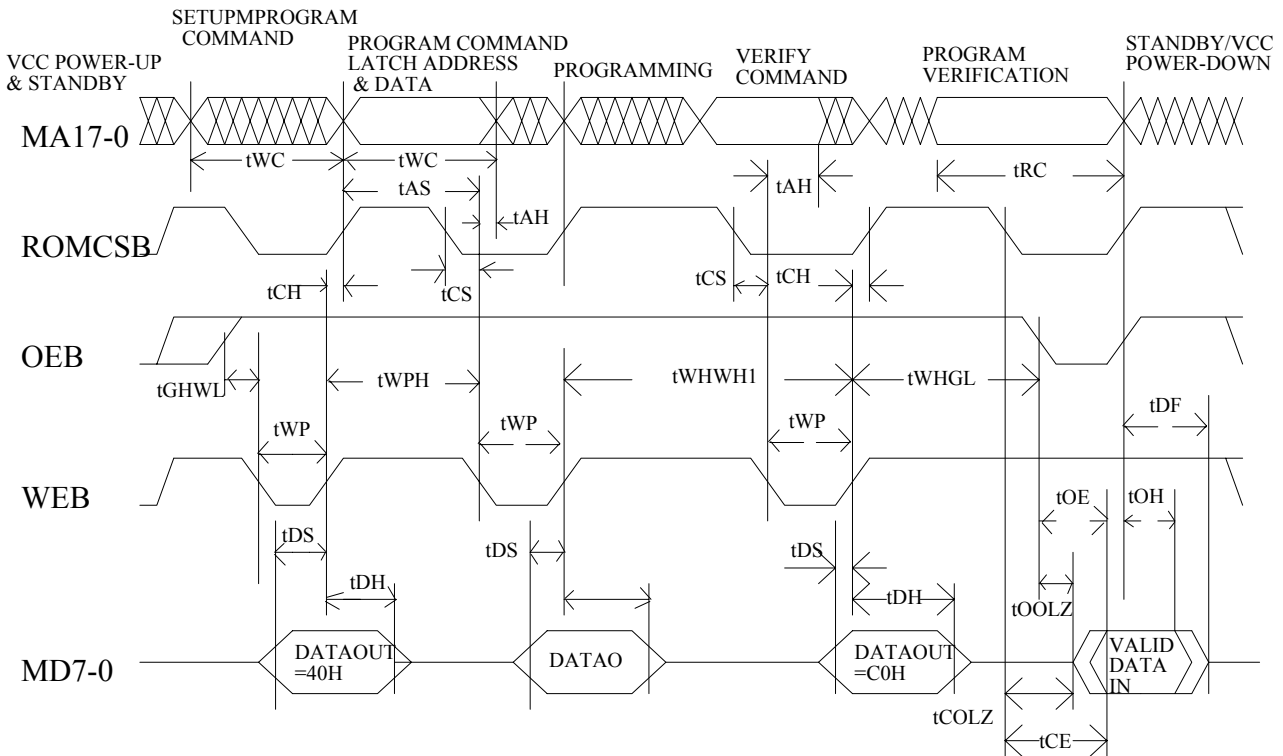 SETUPMPROGRAM
COMMAND
VCC POWER-UP
& STANDBY
PROGRAM COMMAND
LATCH ADDRESS
& DATA
PROGRAMMING
VERIFY
COMMAND
PROGRAM
VERIFICATION
STANDBY/VCC
POWER-DOWN
MA17-0
tWC
tWC
tAS
tAH
tAH
tRC
ROMCSB
tCH
tCS
tCS
tCH
OEB
tGHWL
tWPH
tWHWH1
tWHGL
tWP
tWP
tWP
tDF
WEB
tOE
tOH
tDS
tDS
tDS
tDH
tDH
tOOLZ
MD7-0
DATAOUT
=40H
DATAO
DATAOUT
=C0H
VALID
DATA
IN
tCOLZ
tCE